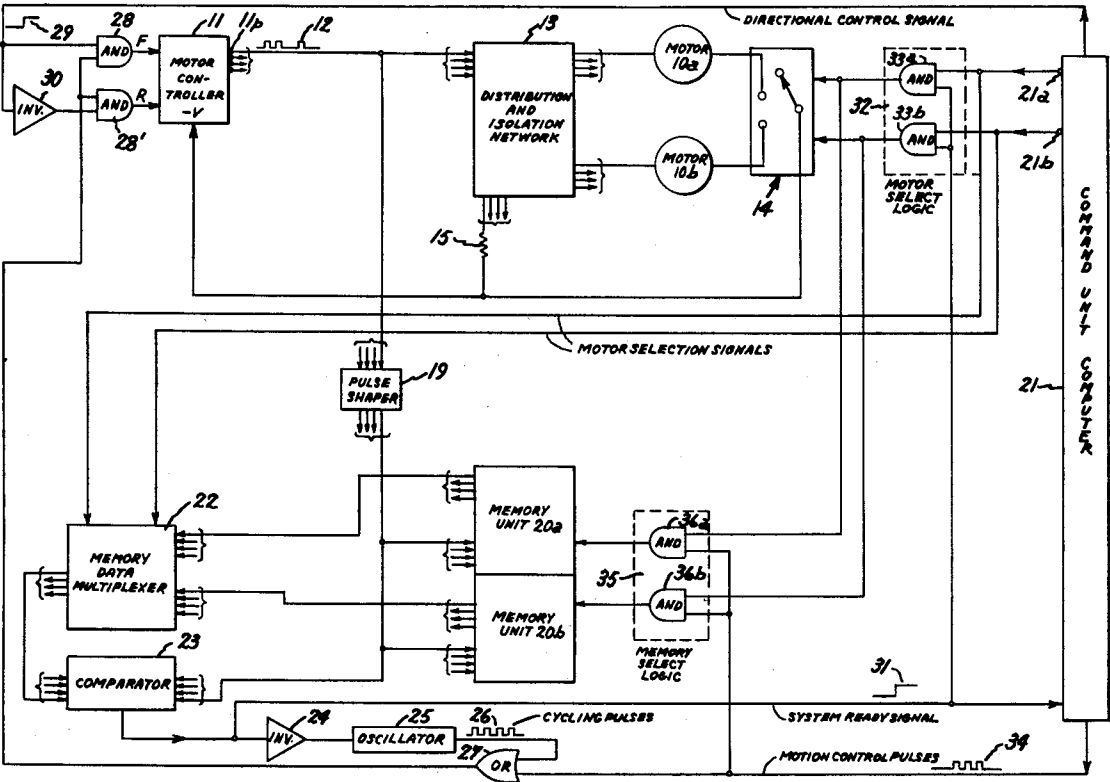 DIRECTIONAL CONTROL SIGNAL
29
28
AND
F
11
11p
12
MOTOR
CON-
TROLLER
-V
30
INV.
AND
R
28'
13
DISTRIBUTION
AND
ISOLATION
NETWORK
MOTOR
10a
MOTOR
10b
14
15
33a
AND
32
33b
AND
MOTOR
SELECT
LOGIC
21a
21b
COMMAND UNIT COMPUTER
21
MOTOR SELECTION SIGNALS
PULSE
SHAPER
19
22
MEMORY
DATA
MULTIPLEXER
MEMORY
UNIT 20a
MEMORY
UNIT 20b
36a
AND
35
36b
AND
MEMORY
SELECT
LOGIC
23
COMPARATOR
31
SYSTEM READY SIGNAL
24
INV.
25
OSCILLATOR
26
CYCLING PULSES
27
OR
MOTION CONTROL PULSES
34